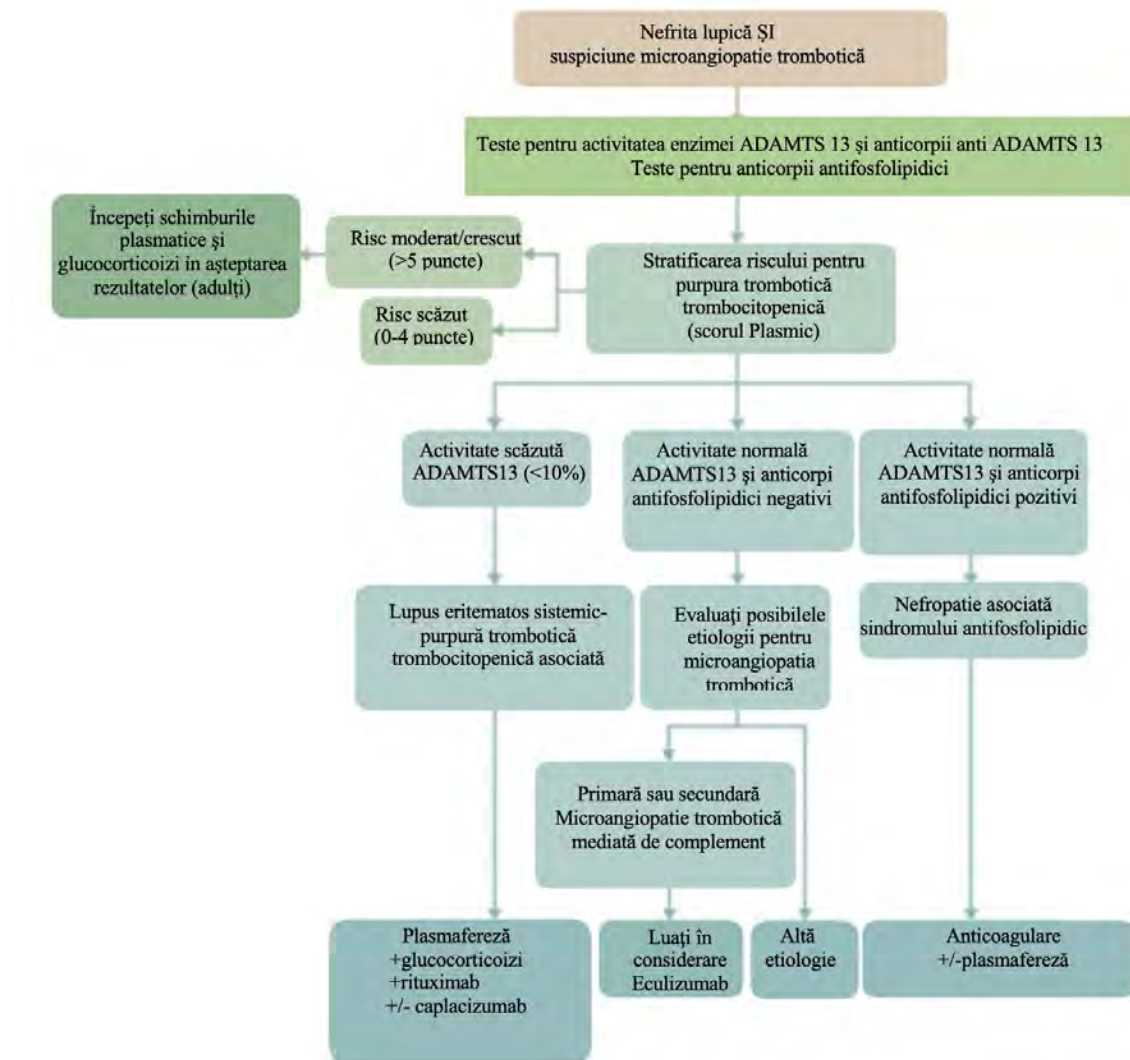 Nefrita lupică ȘI
suspiciune microangiopatie trombotică
Teste pentru activitatea enzimei ADAMTS 13 și anticorpii anti ADAMTS 13
Teste pentru anticorpii antifosfolipidici
Începeți schimburile
plasmatice și
glucocorticoizi in așteptarea
rezultatelor (adulți)
Risc moderat/crescut
(>5 puncte)
Risc scăzut
(0-4 puncte)
Stratificarea riscului pentru
purpura trombotică
trombocitopenică
(scorul Plasmic)
Activitate scăzută
ADAMTS13 (<10%)
Activitate normală
ADAMTS13 și anticorpi
antifosfolipidici negativi
Activitate normală
ADAMTS13 și anticorpi
antifosfolipidici pozitivi
Lupus eritematos sistemic-
purpură trombotică
trombocitopenică asociată
Evaluați posibilele
etiologii pentru
microangiopatia
trombotică
Nefropatie asociată
sindromului antifosfolipidic
Primară sau secundară
Microangiopatie trombotică
mediată de complement
Plasmafereză
+glucocorticoizi
+rituximab
+/- caplacizumab
Luați în
considerare
Eculizumab
Altă
etiologie
Anticoagulare
+/-plasmafereză